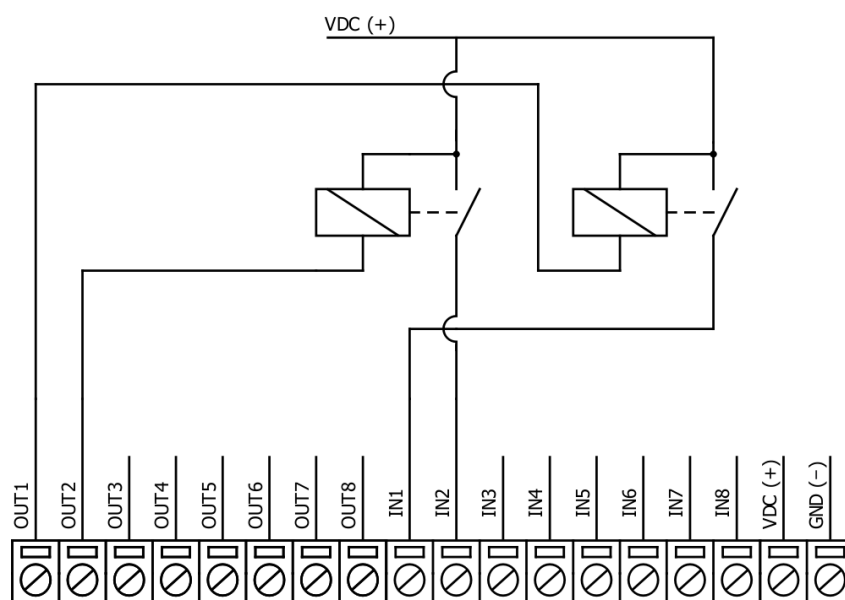 VDC (+)
OUT1
OUT2
OUT3
OUT4
OUT5
OUT6
OUT7
OUT8
IN1
IN2
IN3
IN4
IN5
IN6
IN7
IN8
VDC (+)
GND (-)